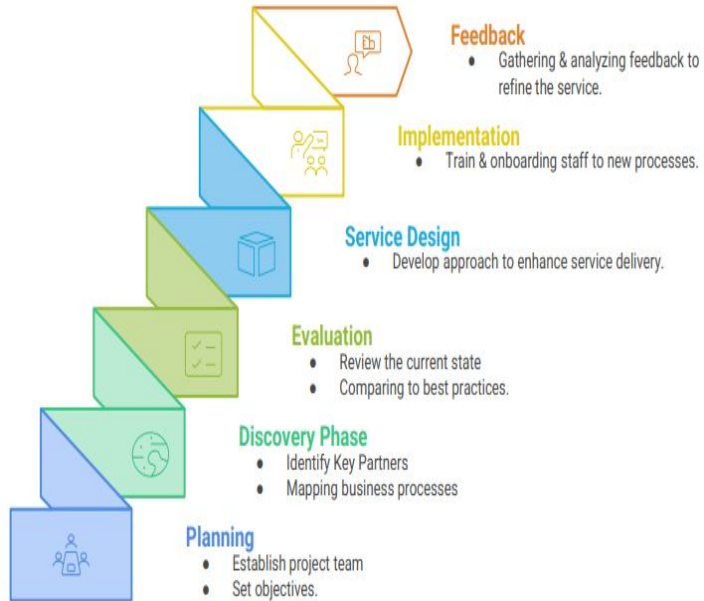 Feedback
● Gathering & analyzing feedback to
refine the service.
Implementation
● Train & onboarding staff to new processes.
Service Design
● Develop approach to enhance service delivery.
Evaluation
● Review the current state
● Comparing to best practices.
Discovery Phase
● Identify Key Partners
● Mapping business processes
Planning
● Establish project team
● Set objectives.